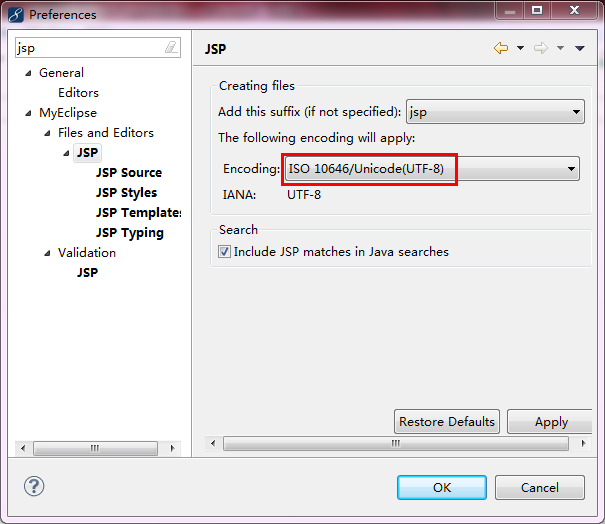 Preferences
jsp
General
Editors
MyEclipse
Files and Editors
JSP
JSP Source
JSP Styles
JSP Templates
JSP Typing
Validation
JSP
JSP
Creating files
Add this suffix (if not specified): jsp
The following encoding will apply:
Encoding: ISO 10646/Unicode(UTF-8)
IANA: UTF-8
Search
Include JSP matches in Java searches
Restore Defaults Apply
OK Cancel